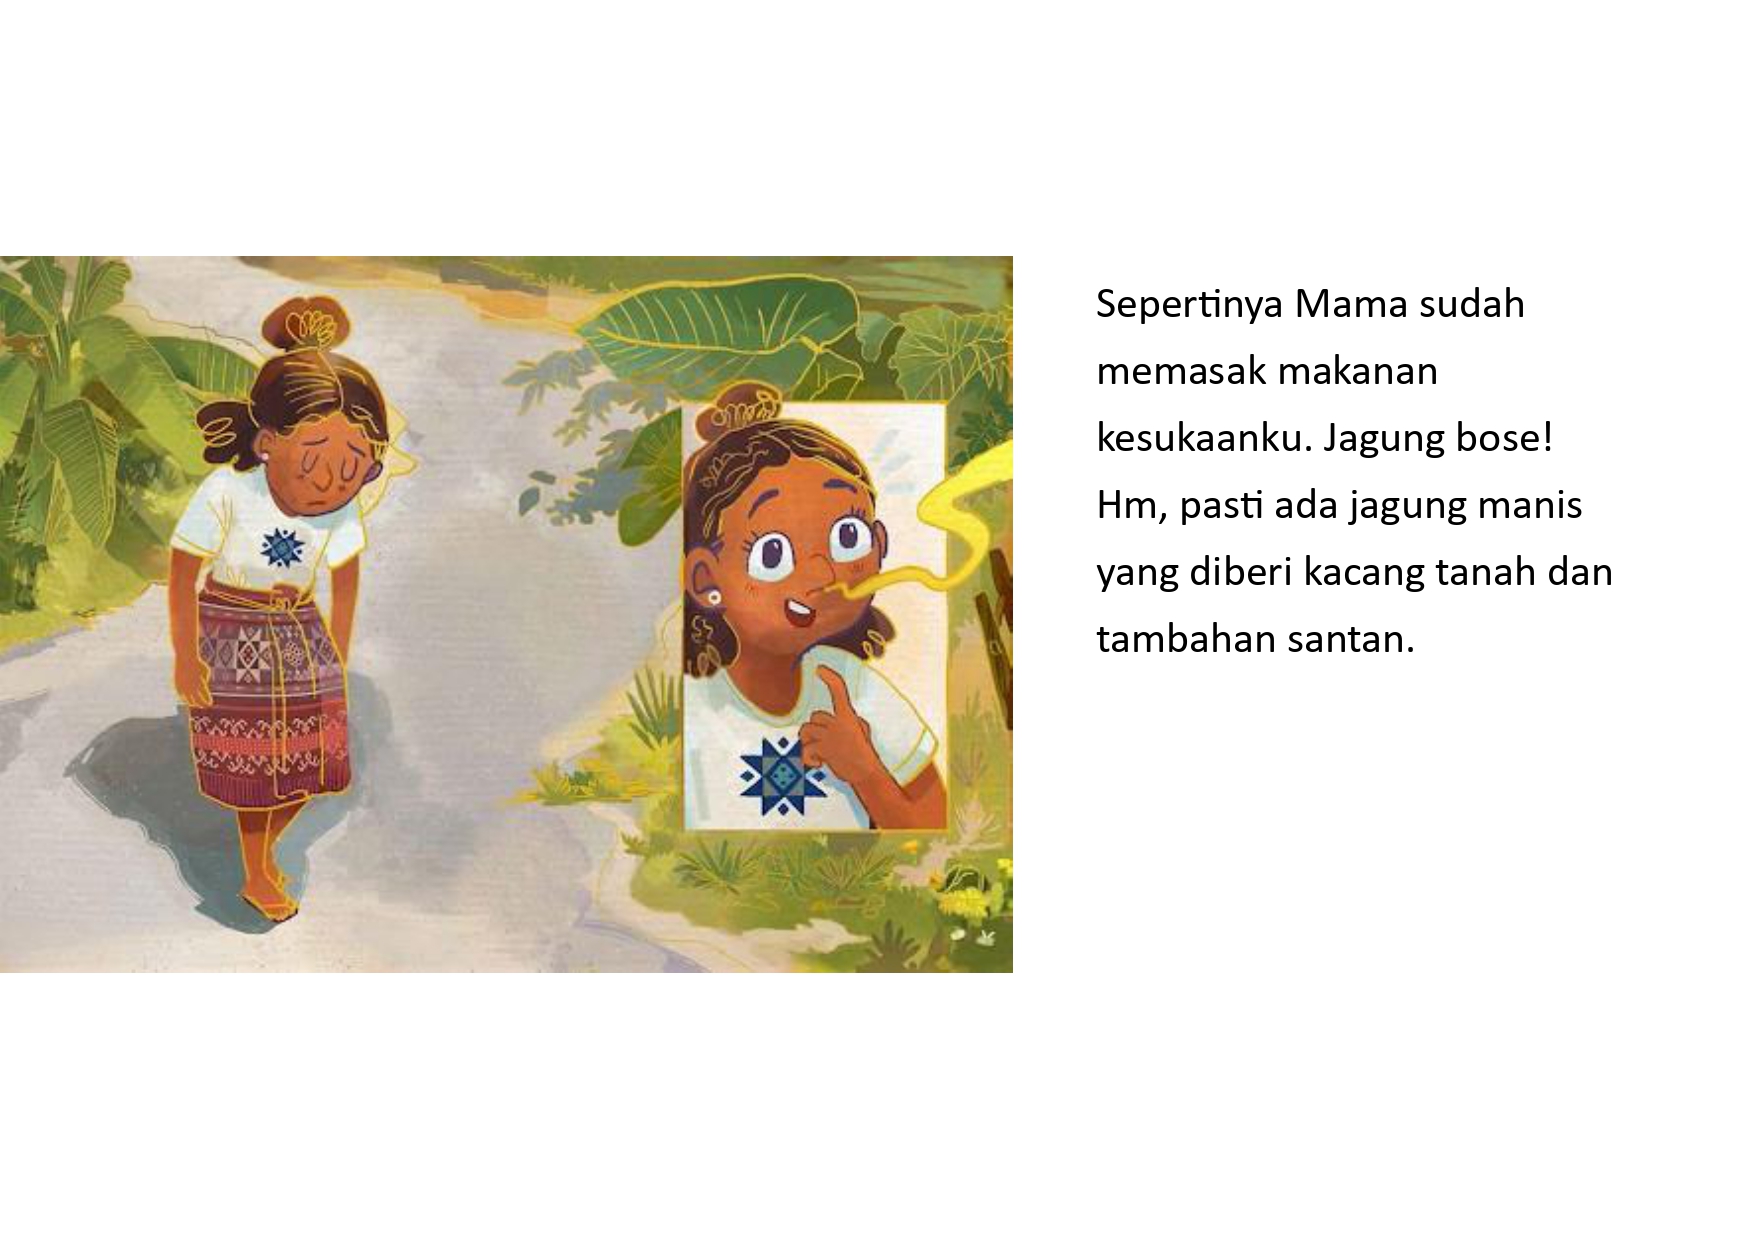 Sepertinya Mama sudah
memasak makanan
kesukaanku. Jagung bose!
Hm, pasti ada jagung manis
yang diberi kacang tanah dan
tambahan santan.